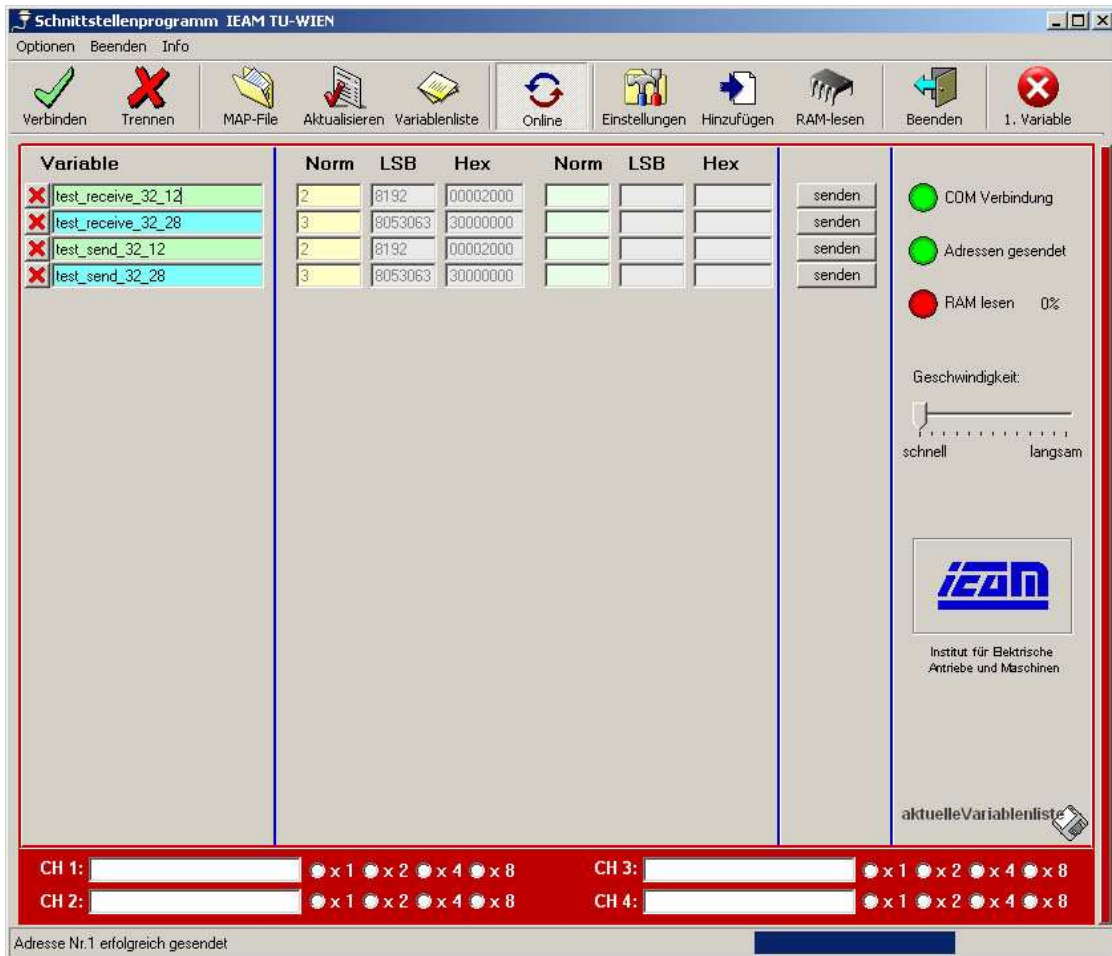 Schnittstellenprogramm IEAM TU-WIEN
Optionen Beenden Info
Verbinden Trennen MAP-File Aktualisieren Variablenliste Online Einstellungen Hinzufügen RAM-lesen Beenden 1. Variable
Variable Norm LSB Hex Norm LSB Hex
test_receive_32_12 2 8192 00002000 senden
test_receive_32_28 3 8053063 30000000 senden
test_send_32_12 2 8192 00002000 senden
test_send_32_28 3 8053063 30000000 senden
COM Verbindung
Adressen gesendet
RAM lesen 0%
Geschwindigkeit:
schnell langsam
ieam
Institut für Elektrische
Antriebe und Maschinen
aktuelleVariablenliste
CH 1: x 1 x 2 x 4 x 8 CH 3: x 1 x 2 x 4 x 8
CH 2: x 1 x 2 x 4 x 8 CH 4: x 1 x 2 x 4 x 8
Adresse Nr.1 erfolgreich gesendet